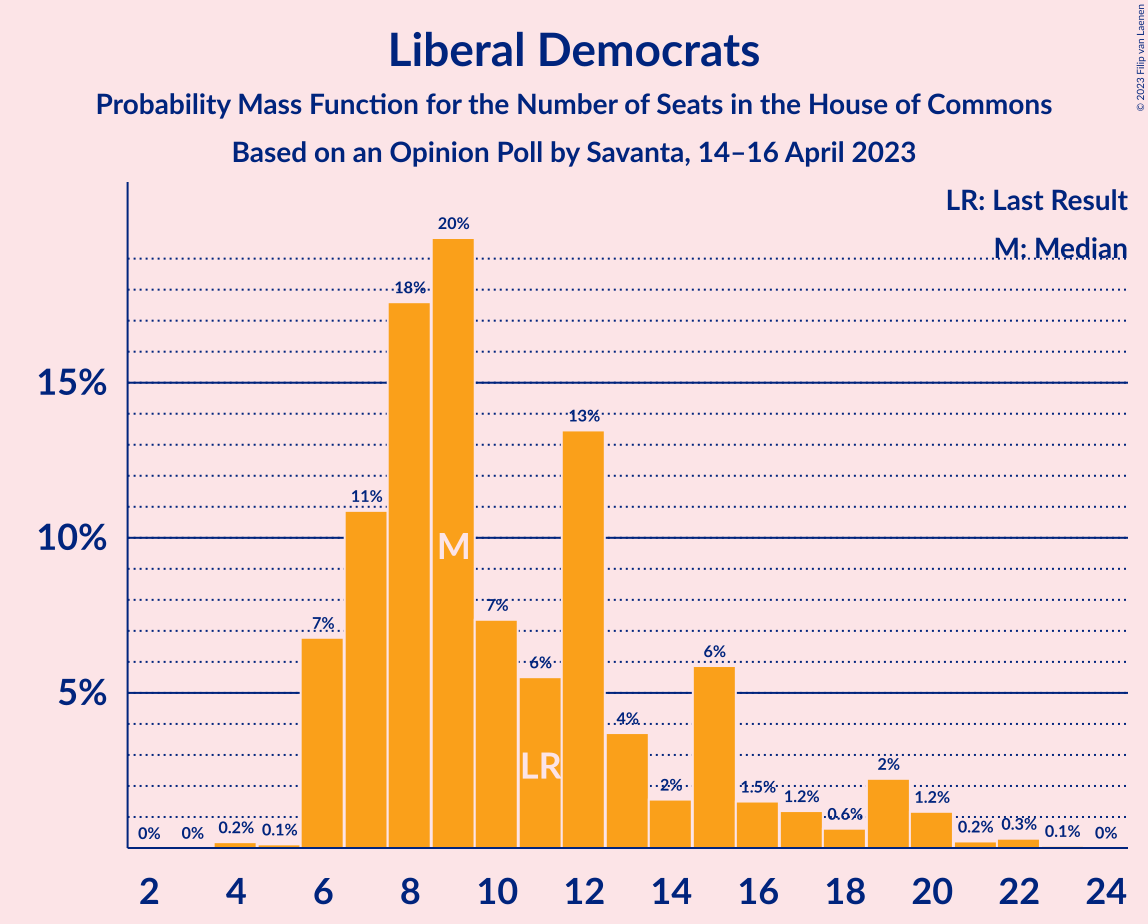 Liberal Democrats
Probability Mass Function for the Number of Seats in the House of Commons
Based on an Opinion Poll by Savanta, 14–16 April 2023
© 2023 Filip van Laenen
LR: Last Result
M: Median
20%
18%
15%
13%
11%
10%
M
7%
7%
6%
6%
5%
4%
LR
2%
2%
1.5%
1.2%
1.2%
0.6%
0%
0%
0.2%
0.1%
0.2%
0.3%
0.1%
0%
2 4 6 8 10 12 14 16 18 20 22 24